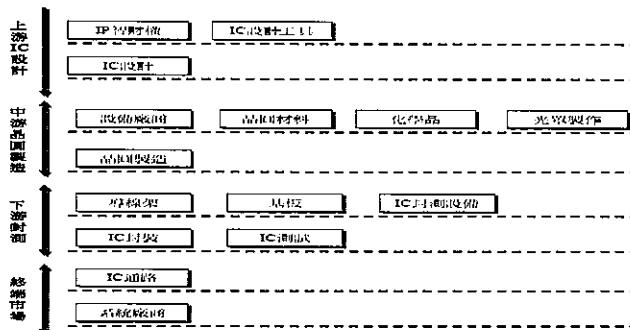 上游IC設計
IP智財權 IC設計工具
IC設計
中游晶圓製造
設備廠商 晶圓材料 化學品 光罩製作
晶圓製造
下游封測
導線架 基板 IC封測設備
IC封裝 IC測試
終端市場
IC通路
系統廠商